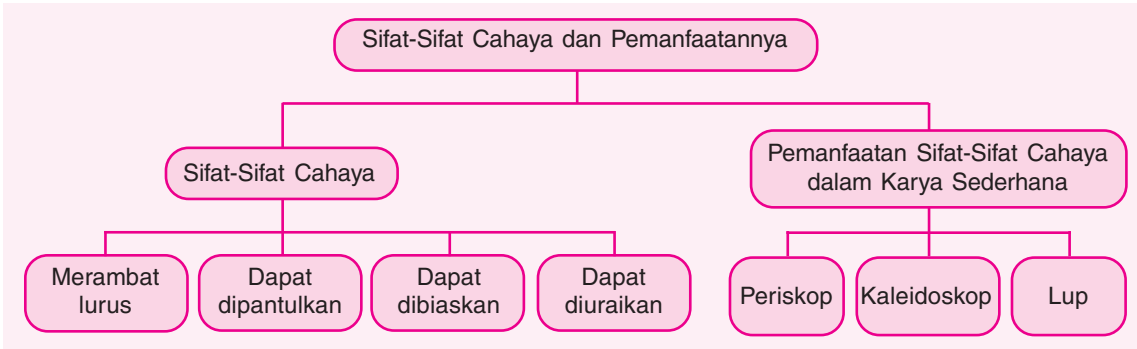 Sifat-Sifat Cahaya dan Pemanfaatannya
Sifat-Sifat Cahaya
Pemanfaatan Sifat-Sifat Cahaya
dalam Karya Sederhana
Merambat
lurus
Dapat
dipantulkan
Dapat
dibiaskan
Dapat
diuraikan
Periskop
Kaleidoskop
Lup